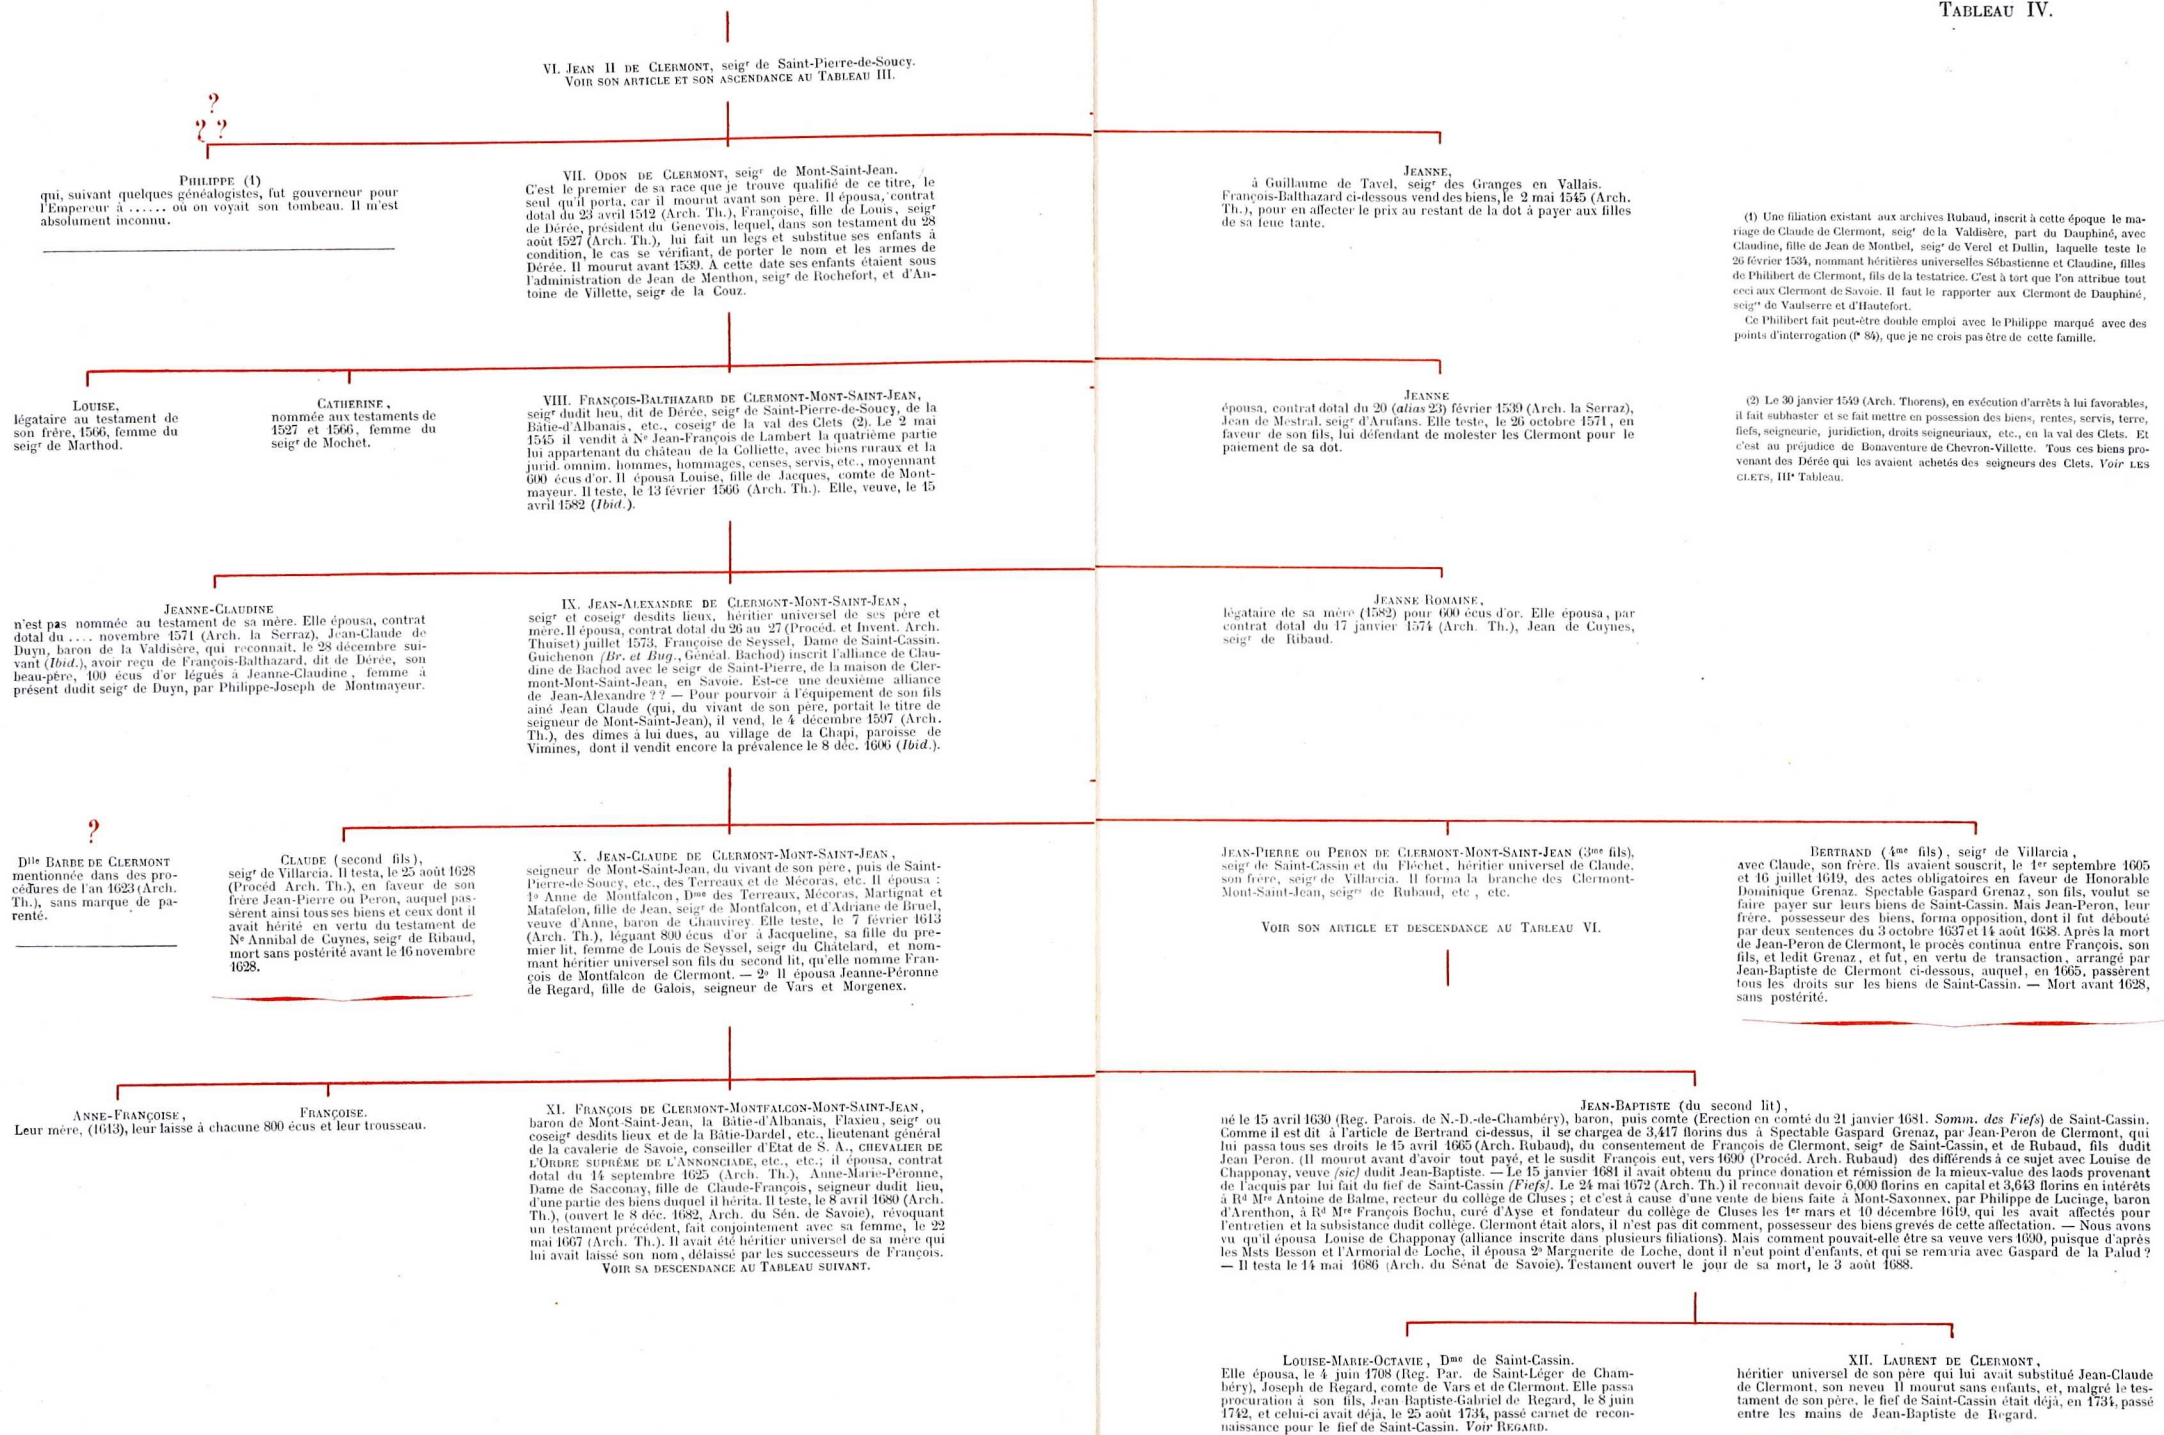 TABLEAU IV.
VI. JEAN II DE CLERMONT, seigr de Saint-Pierre-de-Soucy.
VOIR SON ARTICLE ET SON ASCENDANCE AU TABLEAU III.
?
? ?
PHILIPPE (1)
qui, suivant quelques généalogistes, fut gouverneur pour
l'Empereur à ...... où on voyait son tombeau. Il m'est
absolument inconnu.
VII. ODON DE CLERMONT, seigr de Mont-Saint-Jean.
C'est le premier de sa race que je trouve qualifié de ce titre, le
seul qu'il porta, car il mourut avant son père. Il épousa, contrat
dotal du 23 avril 1512 (Arch. Th.), Françoise, fille de Louis, seigr
de Dérée, président du Genevois, lequel, dans son testament du 28
août 1527 (Arch. Th.), lui fait un legs et substitue ses enfants à
condition, le cas se vérifiant, de porter le nom et les armes de
Dérée. Il mourut avant 1539. A cette date ses enfants étaient sous
l'administration de Jean de Menthon, seigr de Rochefort, et d'An-
toine de Villette, seigr de la Couz.
JEANNE,
à Guillaume de Tavel, seigr des Granges en Vallais.
François-Balthazard ci-dessous vend des biens, le 2 mai 1545 (Arch.
Th.), pour en affecter le prix au restant de la dot à payer aux filles
de sa feue tante.
(1) Une filiation existant aux archives Rubaud, inscrit à cette époque le ma-
riage de Claude de Clermont, seigr de la Valdisère, part du Dauphiné, avec
Claudine, fille de Jean de Montbel, seigr de Verel et Dullin, laquelle teste le
26 février 1534, nommant héritières universelles Sébastienne et Claudine, filles
de Philibert de Clermont, fils de la testatrice. C'est à tort que l'on attribue tout
ceci aux Clermont de Savoie. Il faut le rapporter aux Clermont de Dauphiné,
seigrs de Vaulserre et d'Hautefort.
Ce Philibert fait peut-être double emploi avec le Philippe marqué avec des
points d'interrogation (f° 84), que je ne crois pas être de cette famille.
LOUISE,
légataire au testament de
son frère, 1566, femme du
seigr de Marthod.
CATHERINE,
nommée aux testaments de
1527 et 1566, femme du
seigr de Mochet.
VIII. FRANÇOIS-BALTHAZARD DE CLERMONT-MONT-SAINT-JEAN,
seigr dudit lieu, dit de Dérée, seigr de Saint-Pierre-de-Soucy, de la
Bâtie-d'Albanais, etc., coseigr de la val des Clets (2). Le 2 mai
1545 il vendit à Ne Jean-François de Lambert la quatrième partie
lui appartenant du château de la Colliette, avec biens ruraux et la
jurid. omnim. hommes, hommages, censes, servis, etc., moyennant
600 écus d'or. Il épousa Louise, fille de Jacques, comte de Mont-
mayeur. Il teste, le 13 février 1566 (Arch. Th.). Elle, veuve, le 15
avril 1582 (Ibid.).
JEANNE
épousa, contrat dotal du 20 (alias 23) février 1539 (Arch. la Serraz),
Jean de Mestral, seigr d'Arufans. Elle teste, le 26 octobre 1571, en
faveur de son fils, lui défendant de molester les Clermont pour le
paiement de sa dot.
(2) Le 30 janvier 1549 (Arch. Thorens), en exécution d'arrêts à lui favorables,
il fait subhaster et se fait mettre en possession des biens, rentes, servis, terre,
fiefs, seigneurie, juridiction, droits seigneuriaux, etc., en la val des Clets. Et
c'est au préjudice de Bonaventure de Chevron-Villette. Tous ces biens pro-
venant des Dérée qui les avaient achetés des seigneurs des Clets. Voir LES
CLETS, IIIe Tableau.
JEANNE-CLAUDINE
n'est pas nommée au testament de sa mère. Elle épousa, contrat
dotal du .... novembre 1571 (Arch. la Serraz), Jean-Claude de
Duyn, baron de la Valdisère, qui reconnait, le 28 décembre sui-
vant (Ibid.), avoir reçu de François-Balthazard, dit de Dérée, son
beau-père, 100 écus d'or légués à Jeanne-Claudine, femme à
présent dudit seigr de Duyn, par Philippe-Joseph de Montmayeur.
IX. JEAN-ALEXANDRE DE CLERMONT-MONT-SAINT-JEAN,
seigr et coseigr desdits lieux, héritier universel de ses père et
mère. Il épousa, contrat dotal du 26 au 27 (Procéd. et Invent. Arch.
Thuiset) juillet 1573, Françoise de Seyssel, Dame de Saint-Cassin.
Guichenon (Br. et Bug., Généal. Bachod) inscrit l'alliance de Clau-
dine de Bachod avec le seigr de Saint-Pierre, de la maison de Cler-
mont-Mont-Saint-Jean, en Savoie. Est-ce une deuxième alliance
de Jean-Alexandre ?? — Pour pourvoir à l'équipement de son fils
ainé Jean Claude (qui, du vivant de son père, portait le titre de
seigneur de Mont-Saint-Jean), il vend, le 4 décembre 1597 (Arch.
Th.), des dimes à lui dues, au village de la Chapi, paroisse de
Vimines, dont il vendit encore la prévalence le 8 déc. 1606 (Ibid.).
JEANNE ROMAINE,
légataire de sa mère (1582) pour 600 écus d'or. Elle épousa, par
contrat dotal du 17 janvier 1574 (Arch. Th.), Jean de Cuynes,
seigr de Ribaud.
?
Dlle BARBE DE CLERMONT
mentionnée dans des pro-
cédures de l'an 1623 (Arch.
Th.), sans marque de pa-
renté.
CLAUDE (second fils),
seigr de Villarcia. Il testa, le 25 août 1628
(Procéd Arch. Th.), en faveur de son
frère Jean-Pierre ou Peron, auquel pas-
sèrent ainsi tous ses biens et ceux dont il
avait hérité en vertu du testament de
Ne Annibal de Cuynes, seigr de Ribaud,
mort sans postérité avant le 16 novembre
1628.
X. JEAN-CLAUDE DE CLERMONT-MONT-SAINT-JEAN,
seigneur de Mont-Saint-Jean, du vivant de son père, puis de Saint-
Pierre-de Soucy, etc., des Terreaux et de Mécoras, etc. Il épousa :
1o Anne de Montfalcon, Dme des Terreaux, Mécoras, Martignat et
Matafelon, fille de Jean, seigr de Montfalcon, et d'Adriane de Bruel,
veuve d'Anne, baron de Chauvirey. Elle teste, le 7 février 1613
(Arch. Th.), léguant 800 écus d'or à Jacqueline, sa fille du pre-
mier lit, femme de Louis de Seyssel, seigr du Châtelard, et nom-
mant héritier universel son fils du second lit, qu'elle nomme Fran-
çois de Montfalcon de Clermont. — 2o Il épousa Jeanne-Péronne
de Regard, fille de Galois, seigneur de Vars et Morgenex.
JEAN-PIERRE OU PERON DE CLERMONT-MONT-SAINT-JEAN (3me fils),
seigr de Saint-Cassin et du Fléchet, héritier universel de Claude,
son frère, seigr de Villarcia. Il forma la branche des Clermont-
Mont-Saint-Jean, seigrs de Rubaud, etc, etc.
VOIR SON ARTICLE ET DESCENDANCE AU TABLEAU VI.
BERTRAND (4me fils), seigr de Villarcia,
avec Claude, son frère. Ils avaient souscrit, le 1er septembre 1605
et 16 juillet 1619, des actes obligatoires en faveur de Honorable
Dominique Grenaz. Spectable Gaspard Grenaz, son fils, voulut se
faire payer sur leurs biens de Saint-Cassin. Mais Jean-Peron, leur
frère, possesseur des biens, forma opposition, dont il fut débouté
par deux sentences du 3 octobre 1637 et 14 août 1638. Après la mort
de Jean-Peron de Clermont, le procès continua entre François, son
fils, et ledit Grenaz, et fut, en vertu de transaction, arrangé par
Jean-Baptiste de Clermont ci-dessous, auquel, en 1665, passèrent
tous les droits sur les biens de Saint-Cassin. — Mort avant 1628,
sans postérité.
ANNE-FRANÇOISE,	FRANÇOISE.
Leur mère, (1613), leur laisse à chacune 800 écus et leur trousseau.
XI. FRANÇOIS DE CLERMONT-MONTFALCON-MONT-SAINT-JEAN,
baron de Mont-Saint-Jean, la Bâtie-d'Albanais, Flaxieu, seigr ou
coseigr desdits lieux et de la Bâtie-Dardel, etc., lieutenant général
de la cavalerie de Savoie, conseiller d'Etat de S. A., CHEVALIER DE
L'ORDRE SUPRÊME DE L'ANNONCIADE, etc., etc.; il épousa, contrat
dotal du 14 septembre 1625 (Arch. Th.), Anne-Marie-Péronne,
Dame de Sacconay, fille de Claude-François, seigneur dudit lieu,
d'une partie des biens duquel il hérita. Il teste, le 8 avril 1680 (Arch.
Th.), (ouvert le 8 déc. 1682, Arch. du Sén. de Savoie), révoquant
un testament précédent, fait conjointement avec sa femme, le 22
mai 1667 (Arch. Th.). Il avait été héritier universel de sa mère qui
lui avait laissé son nom, délaissé par les successeurs de François.
VOIR SA DESCENDANCE AU TABLEAU SUIVANT.
JEAN-BAPTISTE (du second lit),
né le 15 avril 1630 (Reg. Parois. de N.-D.-de-Chambéry), baron, puis comte (Erection en comté du 21 janvier 1681. Somm. des Fiefs) de Saint-Cassin.
Comme il est dit à l'article de Bertrand ci-dessus, il se chargea de 3,417 florins dus à Spectable Gaspard Grenaz, par Jean-Peron de Clermont, qui
lui passa tous ses droits le 15 avril 1665 (Arch. Rubaud), du consentement de François de Clermont, seigr de Saint-Cassin, et de Rubaud, fils dudit
Jean Peron. (Il mourut avant d'avoir tout payé, et le susdit François eut, vers 1690 (Procéd. Arch. Rubaud) des différends à ce sujet avec Louise de
Chapponay, veuve (sic) dudit Jean-Baptiste. — Le 15 janvier 1681 il avait obtenu du prince donation et rémission de la mieux-value des laods provenant
de l'acquis par lui fait du fief de Saint-Cassin (Fiefs). Le 24 mai 1672 (Arch. Th.) il reconnait devoir 6,000 florins en capital et 3,643 florins en intérêts
à Rd Mre Antoine de Balme, recteur du collège de Cluses ; et c'est à cause d'une vente de biens faite à Mont-Saxonnex, par Philippe de Lucinge, baron
d'Arenthon, à Rd Mre François Bochu, curé d'Ayse et fondateur du collège de Cluses les 1er mars et 10 décembre 1619, qui les avait affectés pour
l'entretien et la subsistance dudit collège. Clermont était alors, il n'est pas dit comment, possesseur des biens grevés de cette affectation. — Nous avons
vu qu'il épousa Louise de Chapponay (alliance inscrite dans plusieurs filiations). Mais comment pouvait-elle être sa veuve vers 1690, puisque d'après
les Msts Besson et l'Armorial de Loche, il épousa 2o Marguerite de Loche, dont il n'eut point d'enfants, et qui se remaria avec Gaspard de la Palud ?
— Il testa le 14 mai 1686 (Arch. du Sénat de Savoie). Testament ouvert le jour de sa mort, le 3 août 1688.
LOUISE-MARIE-OCTAVIE, Dme de Saint-Cassin.
Elle épousa, le 4 juin 1708 (Reg. Par. de Saint-Léger de Cham-
béry), Joseph de Regard, comte de Vars et de Clermont. Elle passa
procuration à son fils, Jean Baptiste-Gabriel de Regard, le 8 juin
1742, et celui-ci avait déjà, le 25 août 1734, passé carnet de recon-
naissance pour le fief de Saint-Cassin. Voir REGARD.
XII. LAURENT DE CLERMONT,
héritier universel de son père qui lui avait substitué Jean-Claude
de Clermont, son neveu Il mourut sans enfants, et, malgré le tes-
tament de son père, le fief de Saint-Cassin était déjà, en 1734, passé
entre les mains de Jean-Baptiste de Regard.